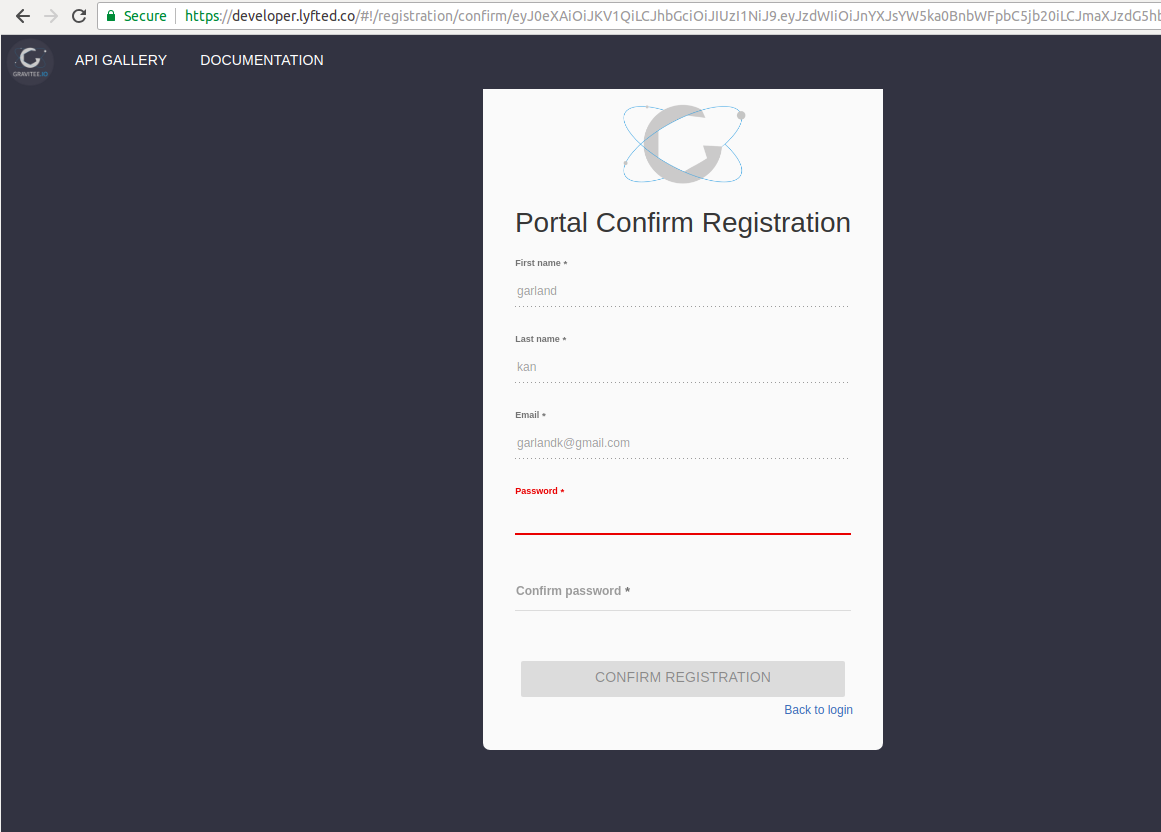 Secure https://developer.lyfted.co/#!/registration/confirm/eyJ0eXAiOiJKV1QiLCJhbGciOiJIUzI1NiJ9.eyJzdWIiOiJnYXJsYW5ka0BnbWFpbC5jb20iLCJmaXJzdG5hb
GRAVITEE.IO
API GALLERY DOCUMENTATION
Portal Confirm Registration
First name *
garland
Last name *
kan
Email *
garlandk@gmail.com
Password *
Confirm password *
CONFIRM REGISTRATION
Back to login